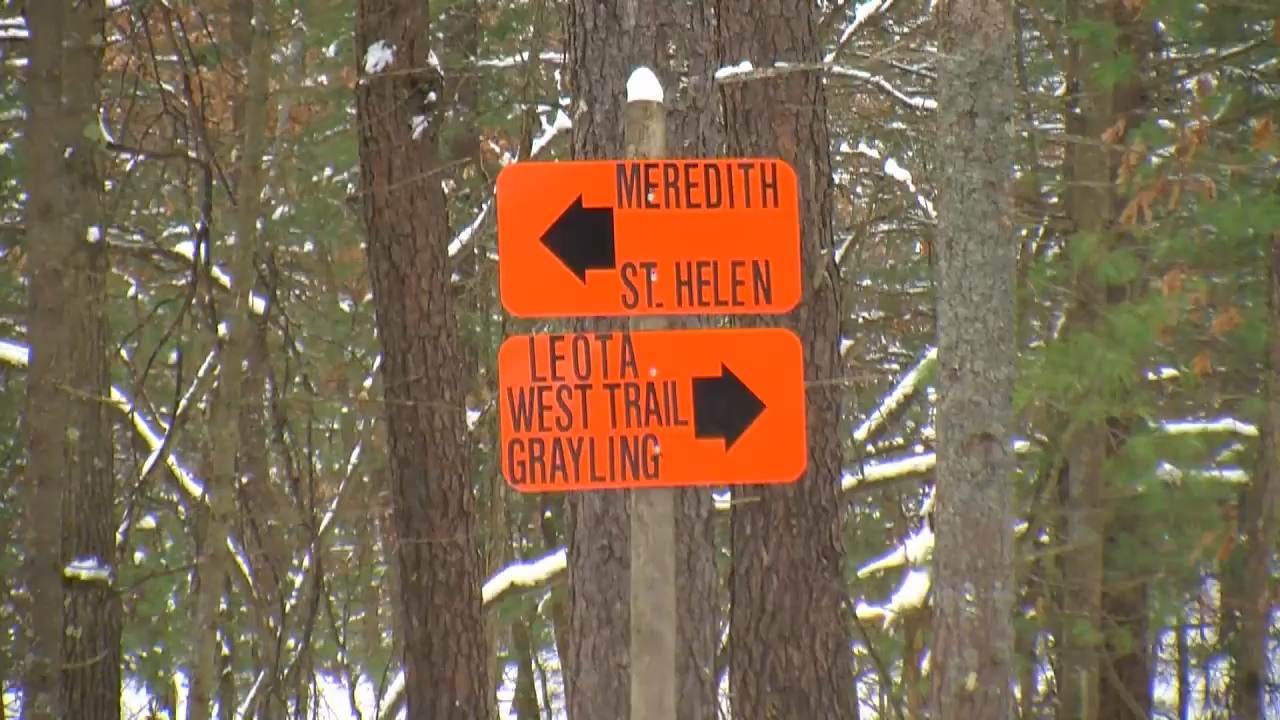 MEREDITH
ST. HELEN
LEOTA
WEST TRAIL
GRAYLING